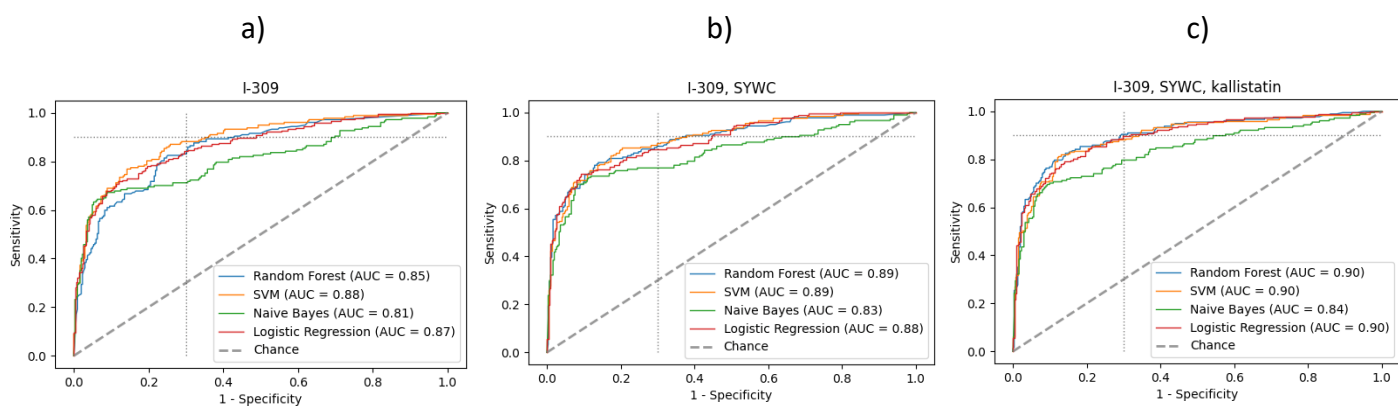 a)
I-309
1.0
0.8
0.6
0.4
0.2
0.0
Sensitivity
Random Forest (AUC = 0.85)
SVM (AUC = 0.88)
Naive Bayes (AUC = 0.81)
Logistic Regression (AUC = 0.87)
Chance
0.0 0.2 0.4 0.6 0.8 1.0
1 - Specificity
b)
I-309, SYWC
1.0
0.8
0.6
0.4
0.2
0.0
Sensitivity
Random Forest (AUC = 0.89)
SVM (AUC = 0.89)
Naive Bayes (AUC = 0.83)
Logistic Regression (AUC = 0.88)
Chance
0.0 0.2 0.4 0.6 0.8 1.0
1 - Specificity
c)
I-309, SYWC, kallistatin
1.0
0.8
0.6
0.4
0.2
0.0
Sensitivity
Random Forest (AUC = 0.90)
SVM (AUC = 0.90)
Naive Bayes (AUC = 0.84)
Logistic Regression (AUC = 0.90)
Chance
0.0 0.2 0.4 0.6 0.8 1.0
1 - Specificity